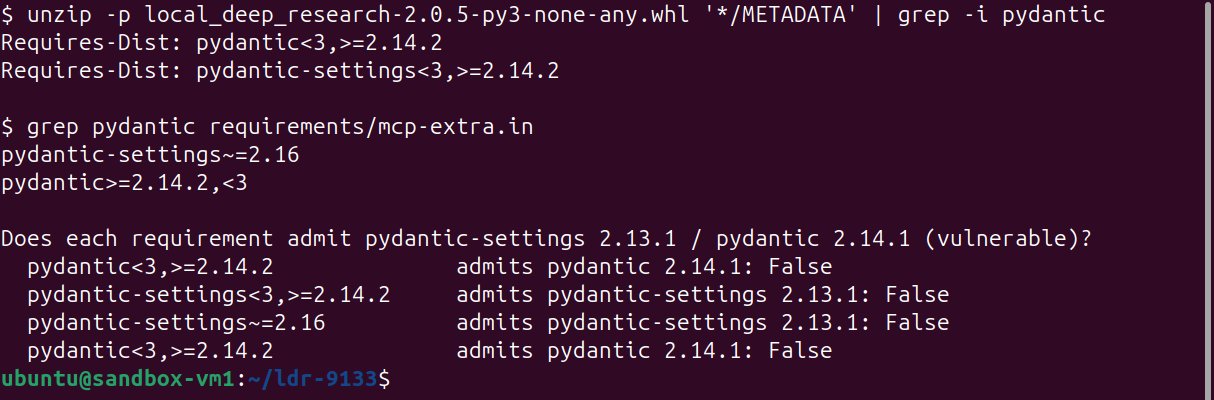 $ unzip -p local_deep_research-2.0.5-py3-none-any.whl '*/METADATA' | grep -i pydantic
Requires-Dist: pydantic<3,>=2.14.2
Requires-Dist: pydantic-settings<3,>=2.14.2
$ grep pydantic requirements/mcp-extra.in
pydantic-settings~=2.16
pydantic>=2.14.2,<3
Does each requirement admit pydantic-settings 2.13.1 / pydantic 2.14.1 (vulnerable)?
  pydantic<3,>=2.14.2              admits pydantic 2.14.1: False
  pydantic-settings<3,>=2.14.2     admits pydantic-settings 2.13.1: False
  pydantic-settings~=2.16          admits pydantic-settings 2.13.1: False
  pydantic<3,>=2.14.2              admits pydantic 2.14.1: False
ubuntu@sandbox-vm1:~/ldr-9133$